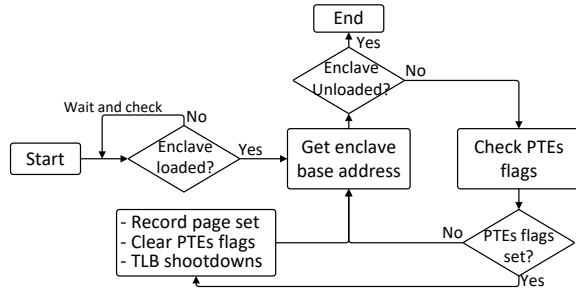 End
Yes
Enclave
Unloaded?
No
Wait and check
No
Start
Enclave
loaded?
Yes
Get enclave
base address
Check PTEs
flags
- Record page set
- Clear PTEs flags
- TLB shootdowns
No
PTEs flags
set?
Yes